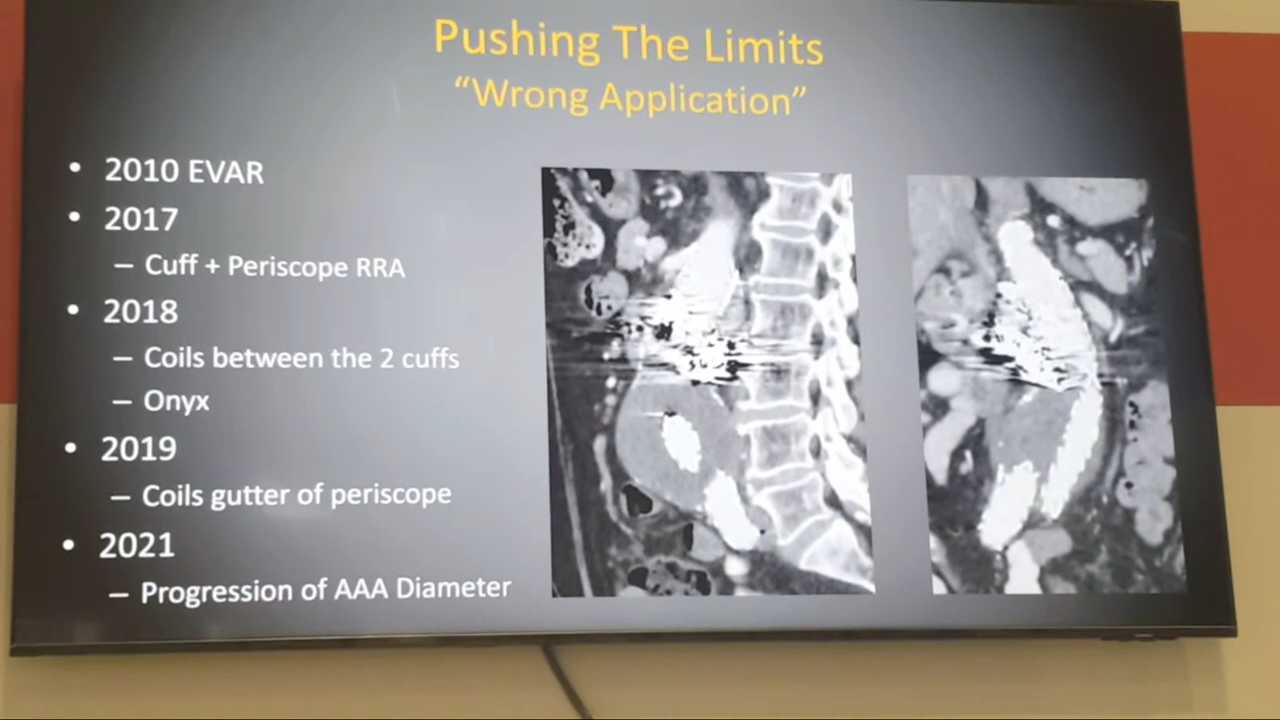 Pushing The Limits
“Wrong Application”
• 2010 EVAR
• 2017
– Cuff + Periscope RRA
• 2018
– Coils between the 2 cuffs
– Onyx
• 2019
– Coils gutter of periscope
• 2021
– Progression of AAA Diameter